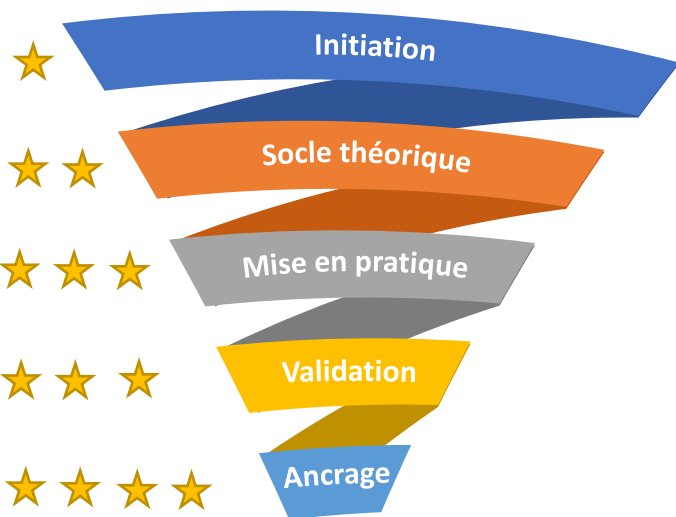 Initiation
Socle théorique
Mise en pratique
Validation
Ancrage